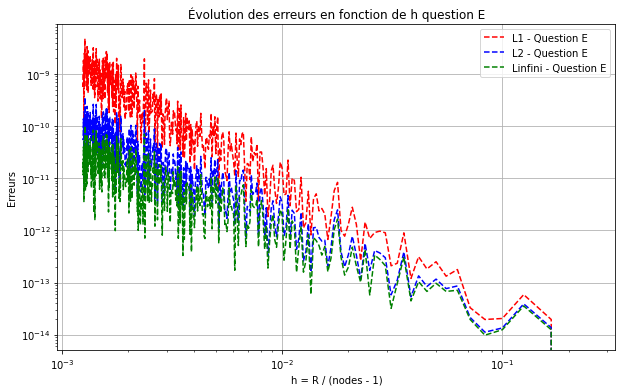 Évolution des erreurs en fonction de h question E
L1 - Question E
L2 - Question E
Linfini - Question E
Erreurs
10⁻⁹
10⁻¹⁰
10⁻¹¹
10⁻¹²
10⁻¹³
10⁻¹⁴
10⁻³
10⁻²
10⁻¹
h = R / (nodes - 1)